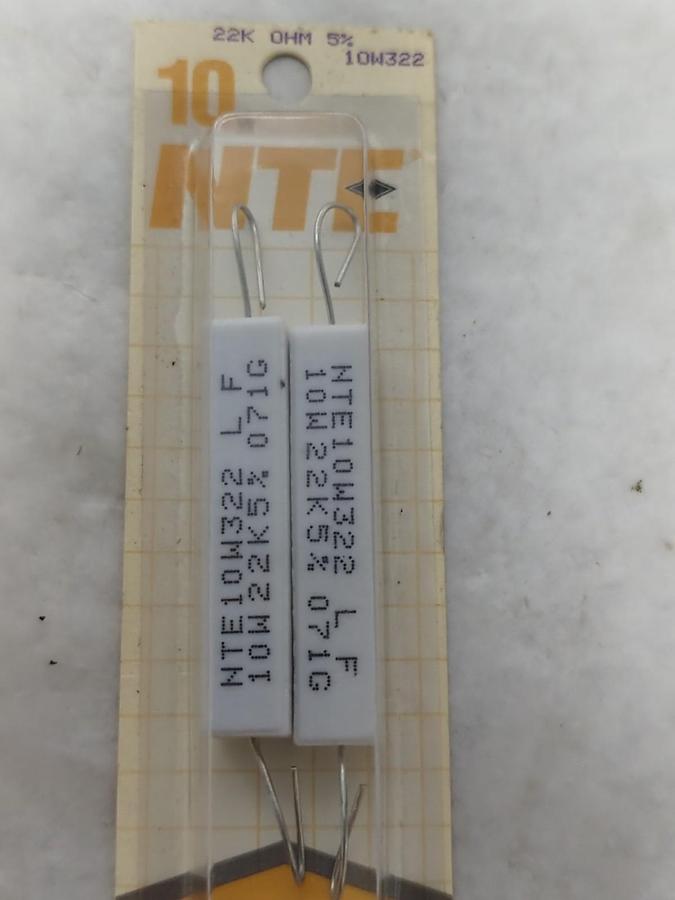 22K OHM 5%
10W322
10
NTE
NTE10W322 LF
10W22K5% 071G
NTE10W322 LF
10W22K5% 071G